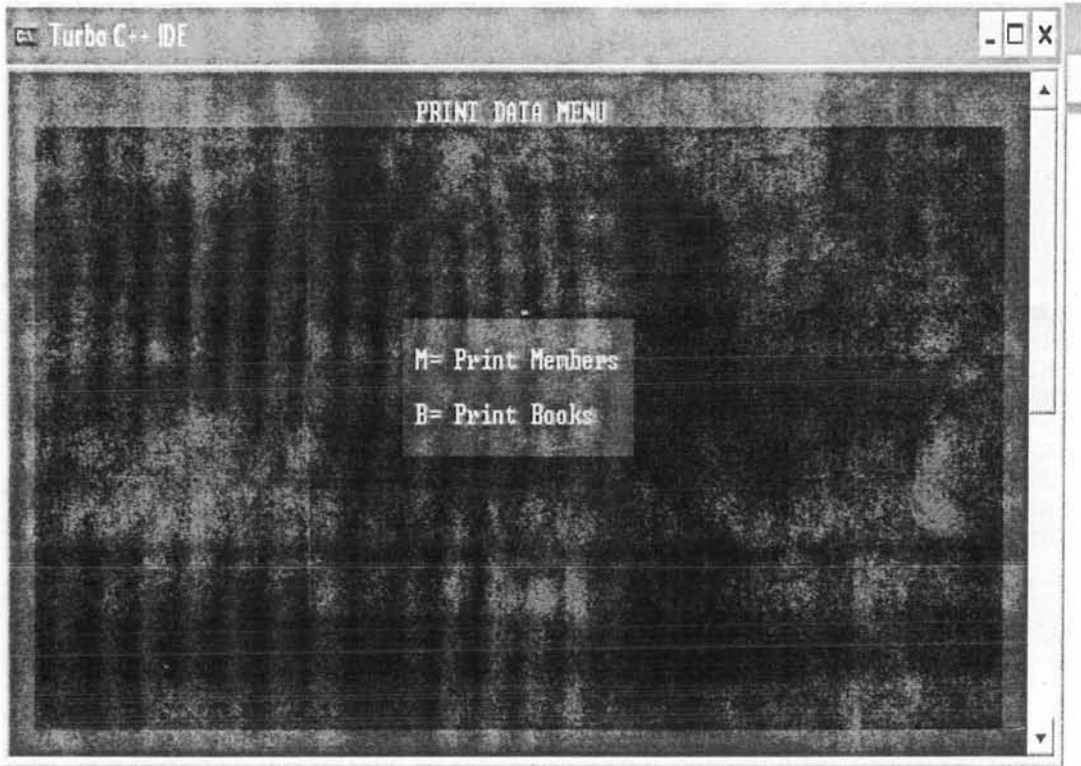 Turbo C++ IDE
PRINT DATA MENU
M= Print Members
B= Print Books